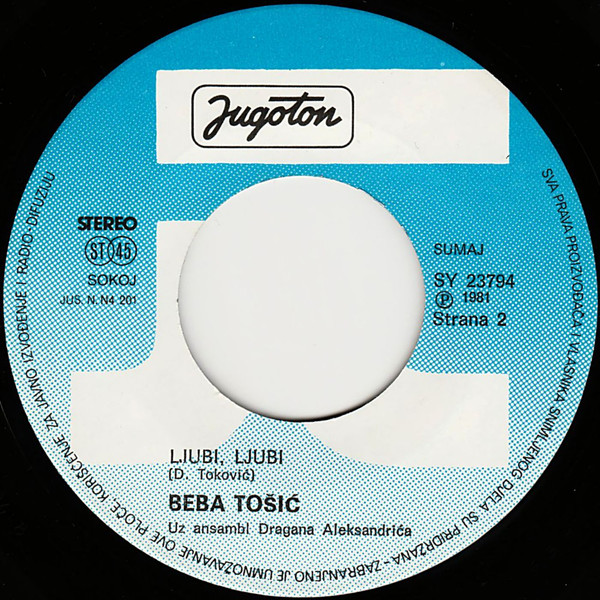 Jugoton
STEREO
ST 45
SOKOJ
JUS. N. N4 201
SUMAJ
SY 23794
℗ 1981
Strana 2
LJUBI, LJUBI
(D. Toković)
BEBA TOŠIĆ
Uz ansambl Dragana Aleksandrića
SVA PRAVA PROIZVOĐAČA I VLASNIKA SNIMLJENOG DJELA SU PRIDRŽANA - ZABRANJENO JE UMNOŽAVANJE OVE PLOČE, KORIŠĆENJE ZA JAVNO IZVOĐENJE I RADIO-DIFUZIJU